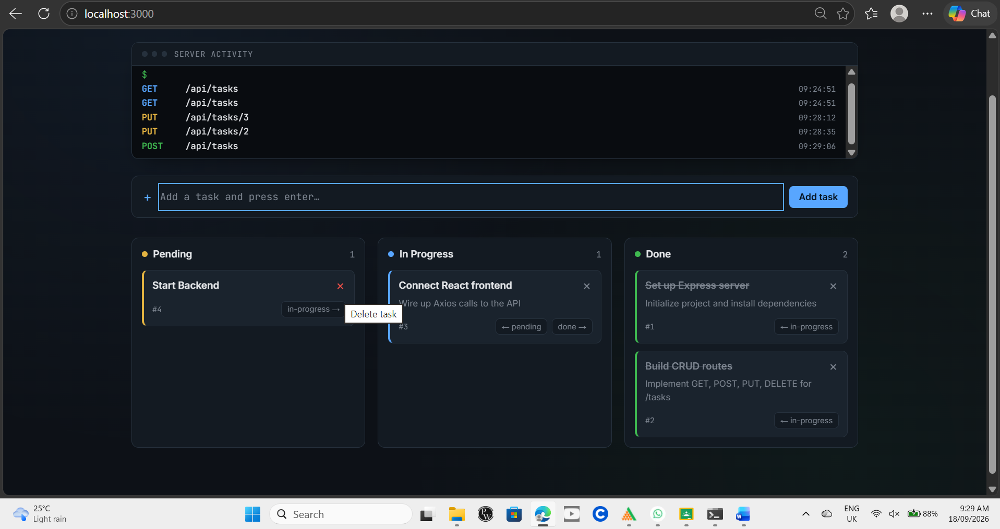 localhost:3000
Chat
SERVER ACTIVITY
$
GET /api/tasks 09:24:51
GET /api/tasks 09:24:51
PUT /api/tasks/3 09:28:12
PUT /api/tasks/2 09:28:35
POST /api/tasks 09:29:06
+ Add a task and press enter… Add task
Pending 1
Start Backend ×
#4 in-progress →
Delete task
In Progress 1
Connect React frontend ×
Wire up Axios calls to the API
#3 ← pending done →
Done 2
Set up Express server ×
Initialize project and install dependencies
#1 ← in-progress
Build CRUD routes ×
Implement GET, POST, PUT, DELETE for
/tasks
#2 ← in-progress
25°C
Light rain
Search
PW
C
W
ENG
UK
88%
9:29 AM
18/09/2026